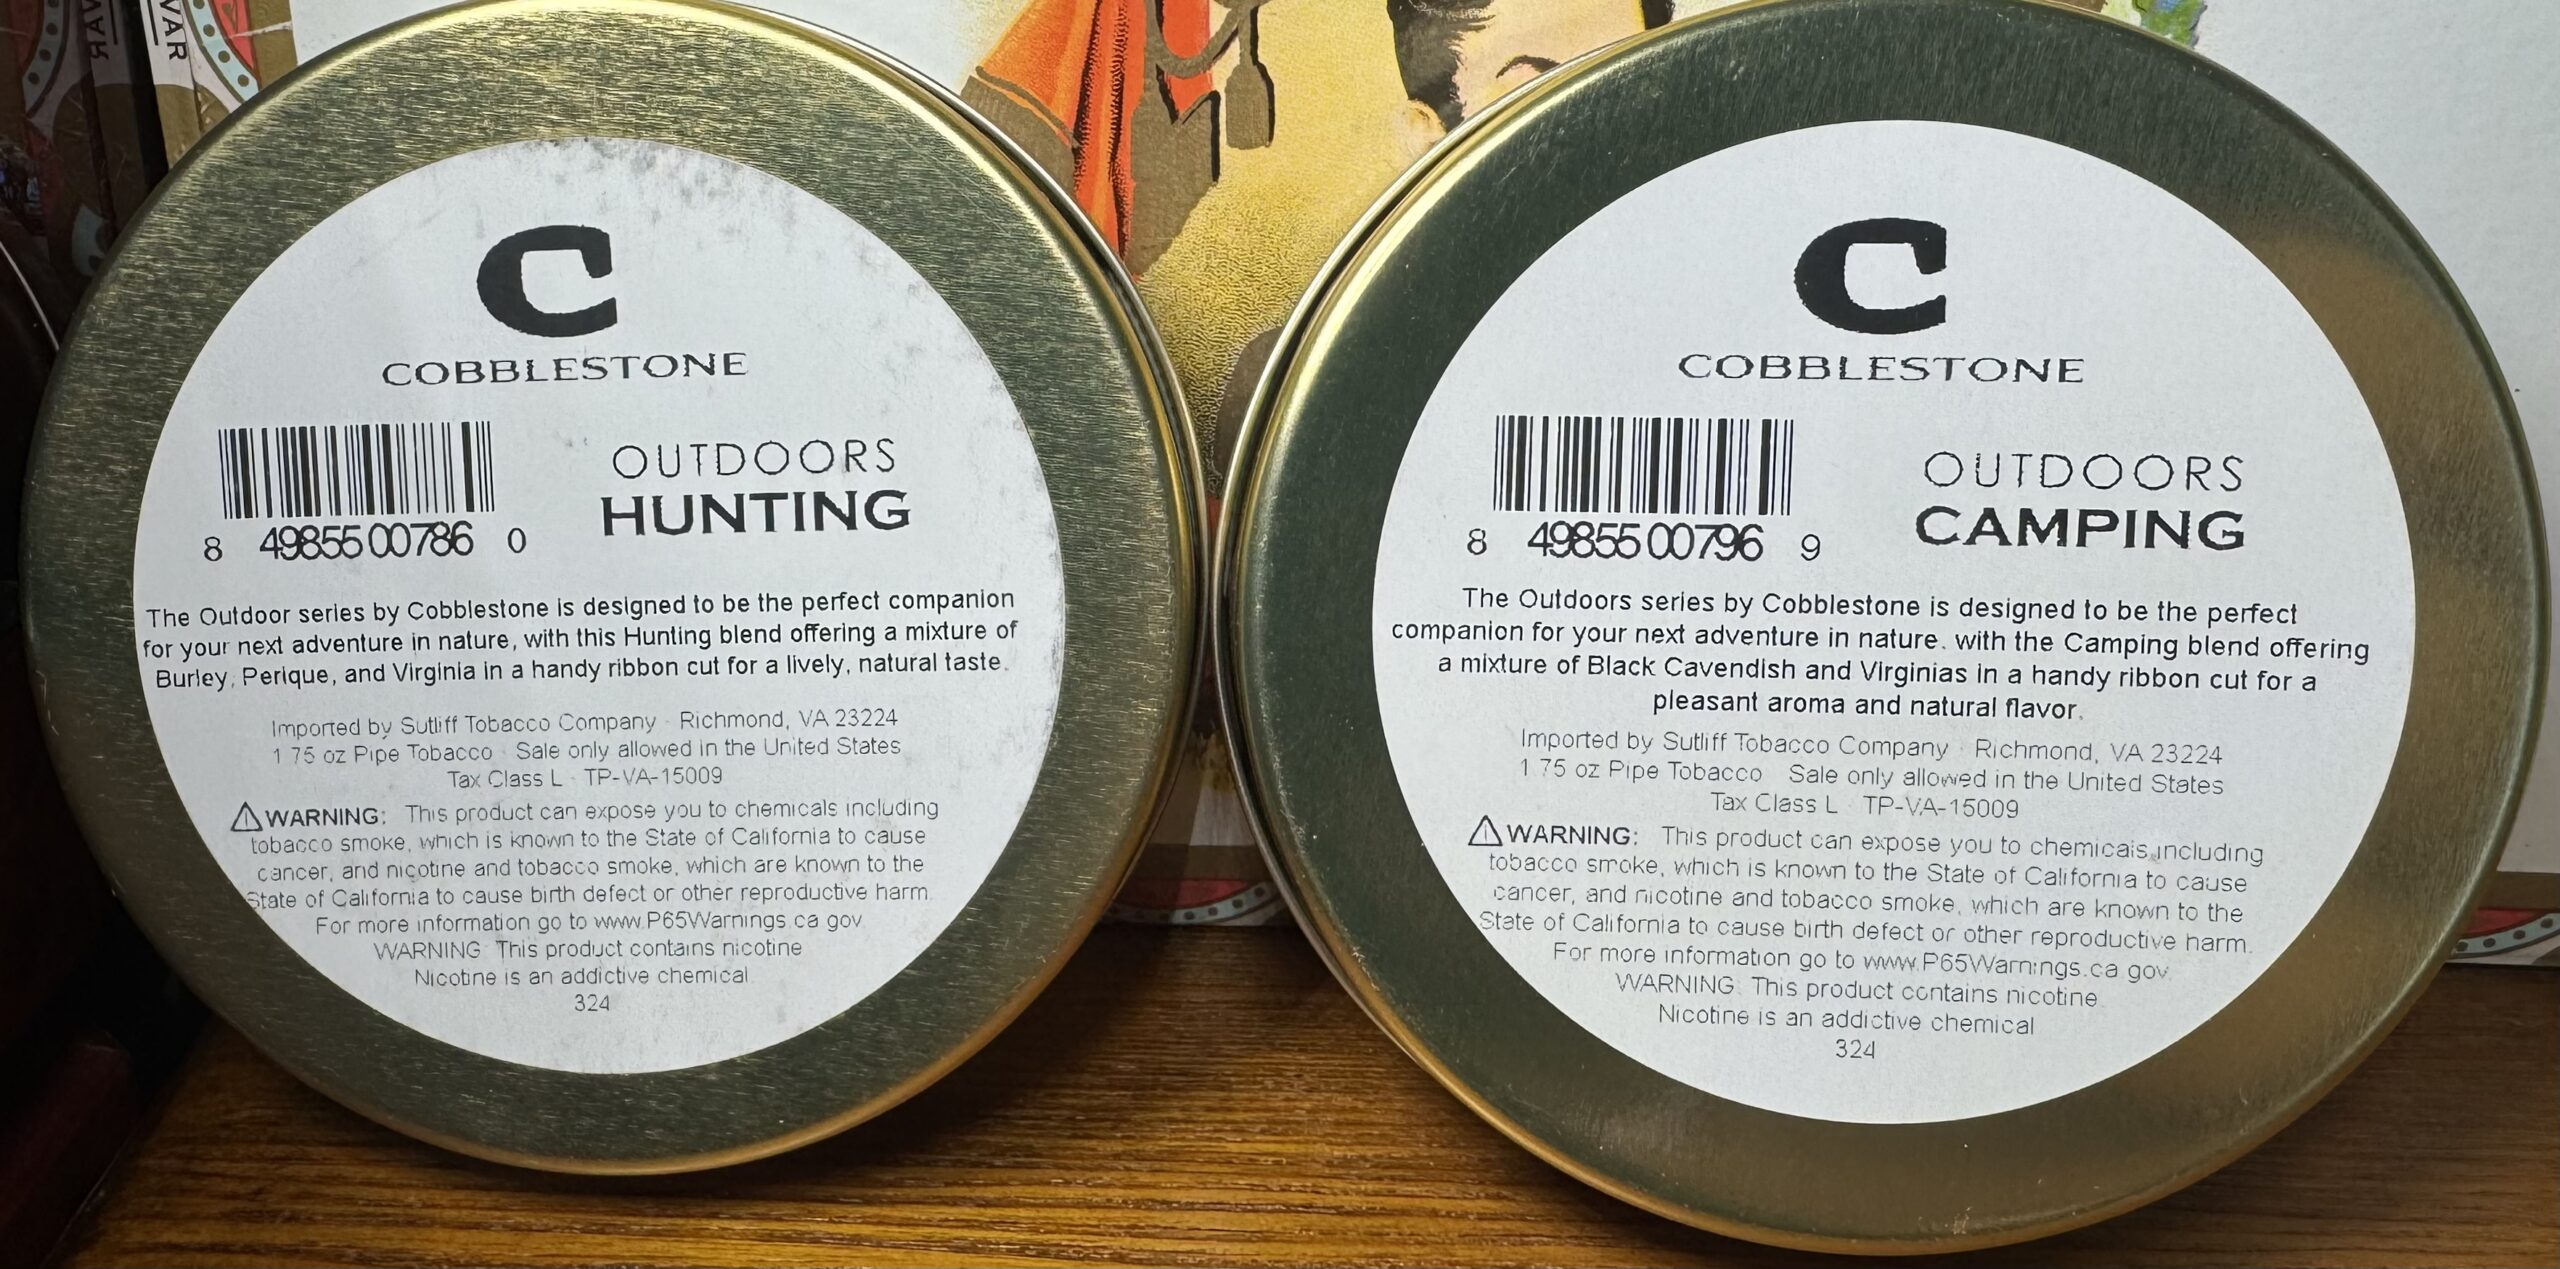 VAR
C
COBBLESTONE
8 49855 00786 0
OUTDOORS
HUNTING
The Outdoor series by Cobblestone is designed to be the perfect companion
for your next adventure in nature, with this Hunting blend offering a mixture of
Burley, Perique, and Virginia in a handy ribbon cut for a lively, natural taste.
Imported by Sutliff Tobacco Company · Richmond, VA 23224
1.75 oz Pipe Tobacco · Sale only allowed in the United States
Tax Class L · TP-VA-15009
⚠WARNING: This product can expose you to chemicals including
tobacco smoke, which is known to the State of California to cause
cancer, and nicotine and tobacco smoke, which are known to the
State of California to cause birth defect or other reproductive harm.
For more information go to www.P65Warnings.ca.gov
WARNING: This product contains nicotine.
Nicotine is an addictive chemical.
324
C
COBBLESTONE
8 49855 00796 9
OUTDOORS
CAMPING
The Outdoors series by Cobblestone is designed to be the perfect
companion for your next adventure in nature, with the Camping blend offering
a mixture of Black Cavendish and Virginias in a handy ribbon cut for a
pleasant aroma and natural flavor.
Imported by Sutliff Tobacco Company · Richmond, VA 23224
1.75 oz Pipe Tobacco · Sale only allowed in the United States
Tax Class L · TP-VA-15009
⚠WARNING: This product can expose you to chemicals including
tobacco smoke, which is known to the State of California to cause
cancer, and nicotine and tobacco smoke, which are known to the
State of California to cause birth defect or other reproductive harm.
For more information go to www.P65Warnings.ca.gov
WARNING: This product contains nicotine.
Nicotine is an addictive chemical
324